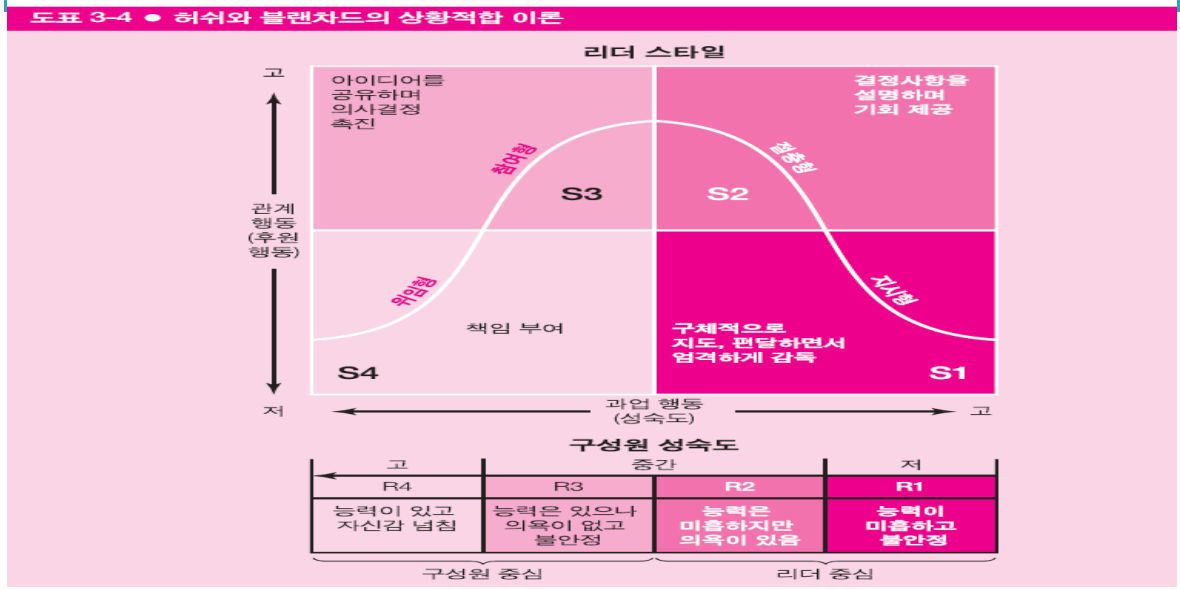 도표 3-4 ● 허쉬와 블랜차드의 상황적합 이론
리더 스타일
고
아이디어를
공유하며
의사결정
촉진
결정사항을
설명하며
기회 제공
참여형
절충형
S3
S2
관계
행동
(후원
행동)
위임형
지시형
책임 부여
구체적으로
지도, 편달하면서
엄격하게 감독
S4
S1
저
과업 행동
(성숙도)
고
구성원 성숙도
고
중간
저
R4
R3
R2
R1
능력이 있고
자신감 넘침
능력은 있으나
의욕이 없고
불안정
능력은
미흡하지만
의욕이 있음
능력이
미흡하고
불안정
구성원 중심
리더 중심